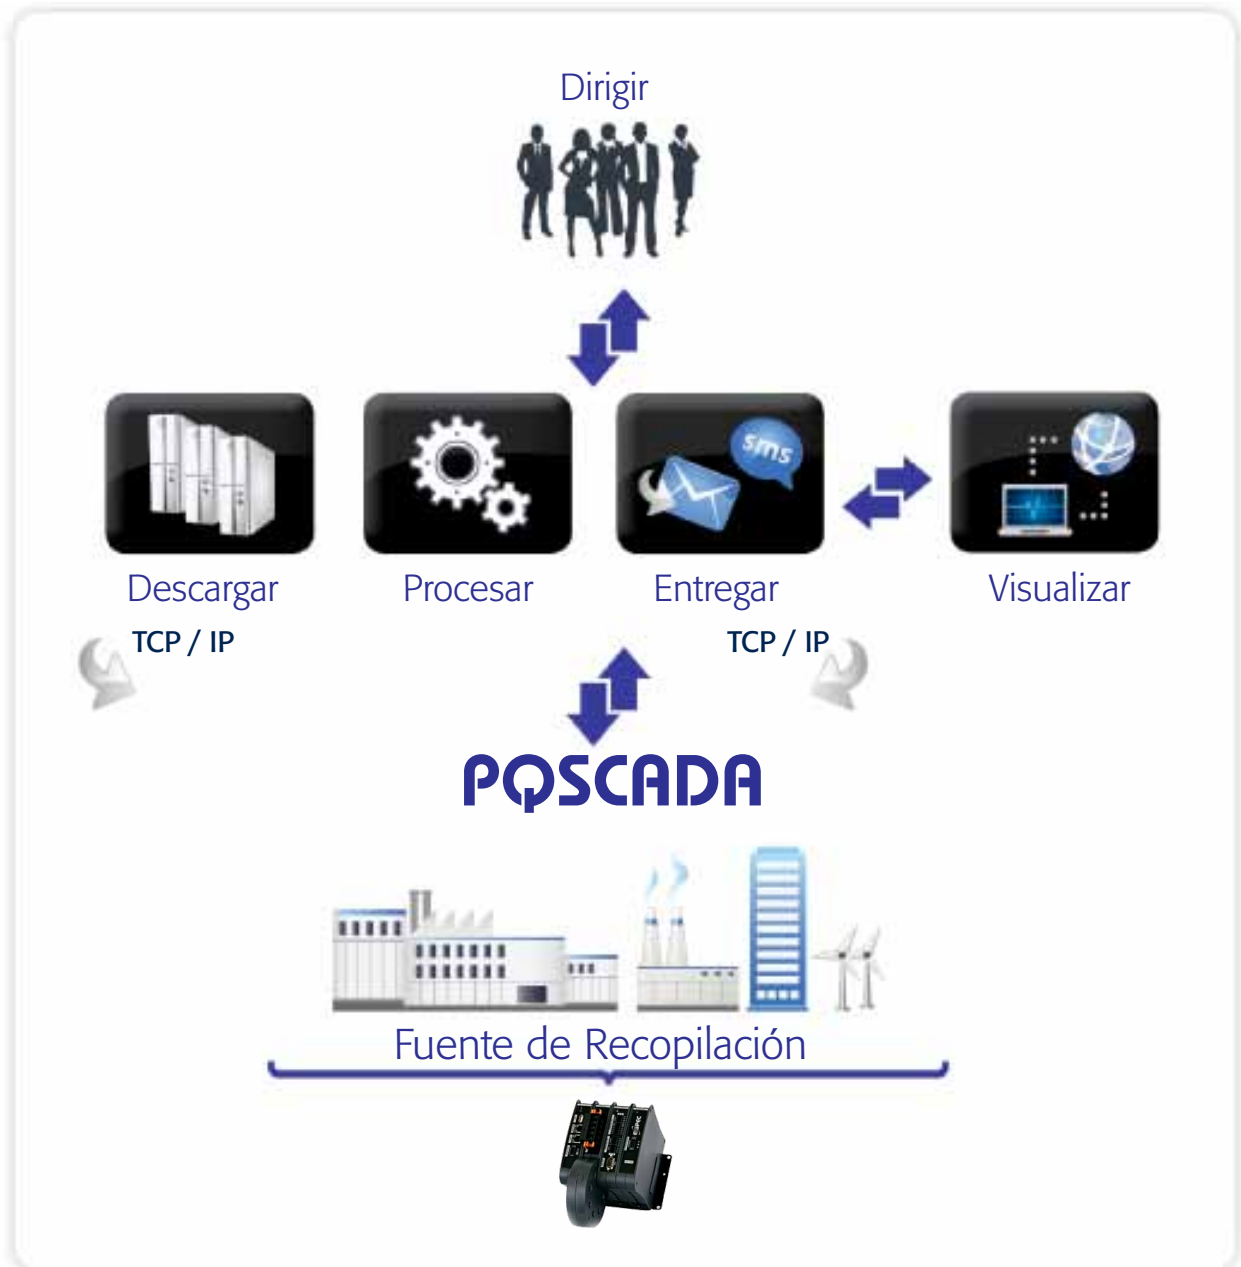 Dirigir
sms
Descargar
Procesar
Entregar
Visualizar
TCP / IP
TCP / IP
PQSCADA
Fuente de Recopilación